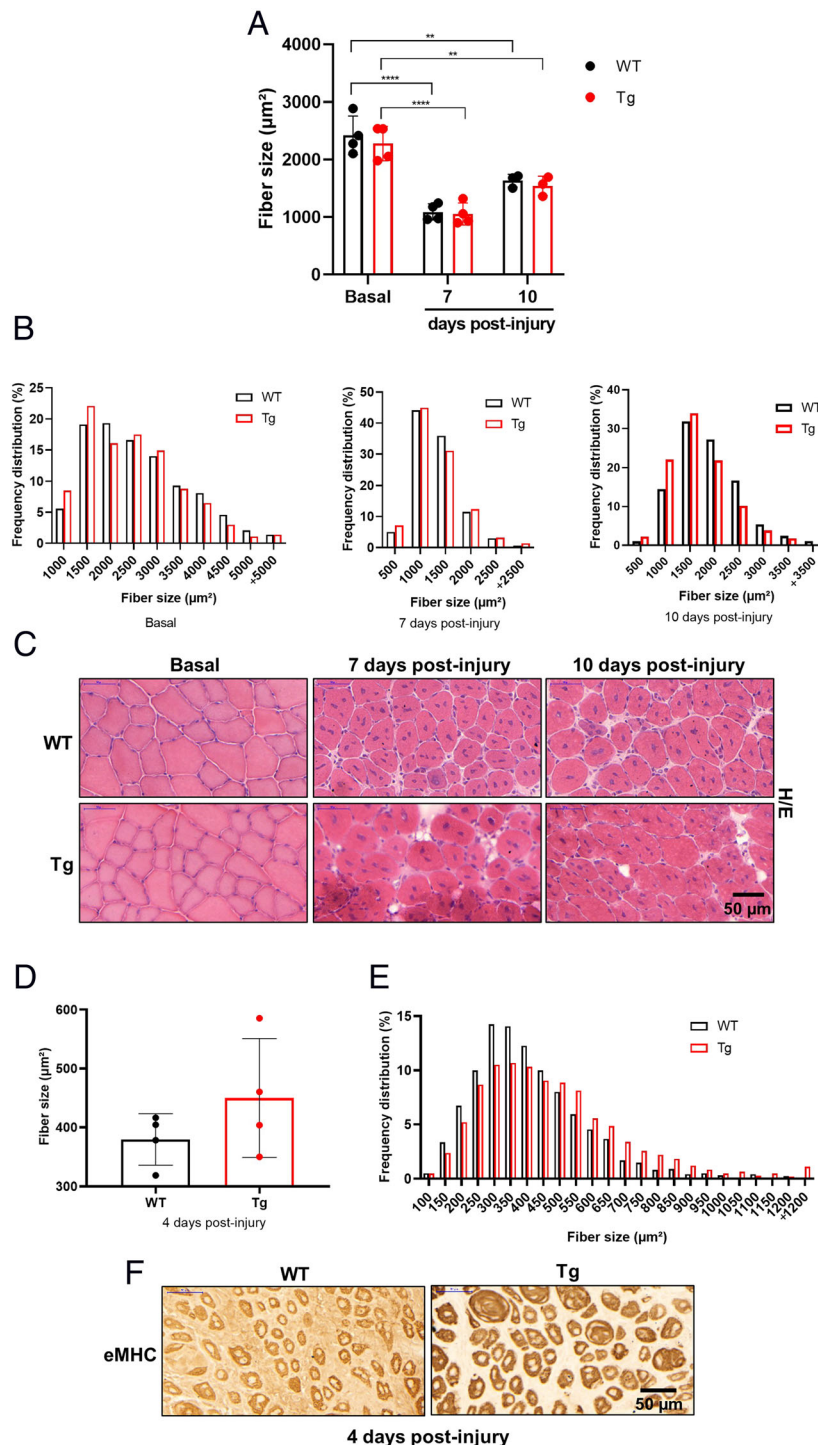 A
4000
3000
2000
1000
0
Fiber size (µm²)
**
**
****
****
WT
Tg
Basal
7
10
days post-injury
B
25
20
15
10
5
0
Frequency distribution (%)
WT
Tg
1000
1500
2000
2500
3000
3500
4000
4500
5000
+5000
Fiber size (µm²)
Basal
50
40
30
20
10
0
Frequency distribution (%)
WT
Tg
500
1000
1500
2000
2500
+2500
Fiber size (µm²)
7 days post-injury
40
30
20
10
0
Frequency distribution (%)
WT
Tg
500
1000
1500
2000
2500
3000
3500
+3500
Fiber size (µm²)
10 days post-injury
C
Basal
7 days post-injury
10 days post-injury
WT
Tg
H/E
50 µm
D
600
500
400
300
Fiber size (µm²)
WT
Tg
4 days post-injury
E
15
10
5
0
Frequency distribution (%)
WT
Tg
100
150
200
250
300
350
400
450
500
550
600
650
700
750
800
850
900
950
1000
1050
1100
1150
1200
+1200
Fiber size (µm²)
F
WT
Tg
eMHC
50 µm
4 days post-injury